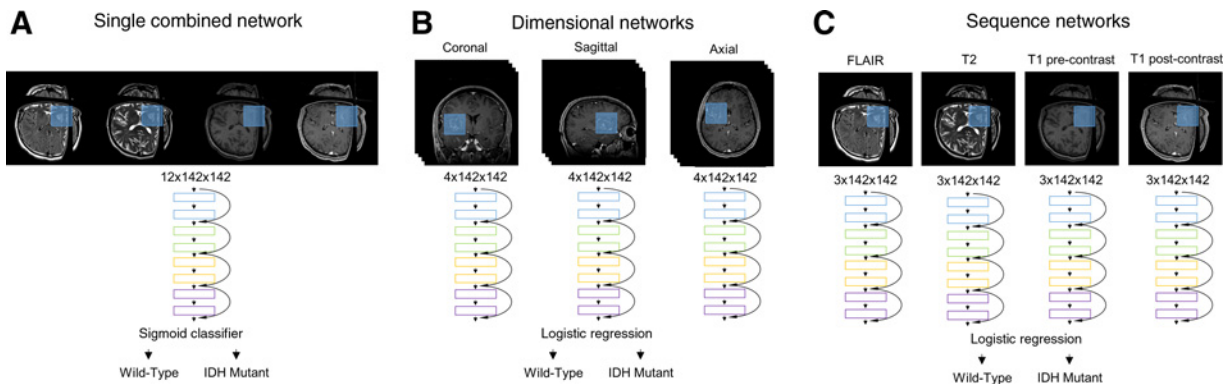 A
Single combined network
12x142x142
Sigmoid classifier
Wild-Type IDH Mutant
B
Dimensional networks
Coronal Sagittal Axial
4x142x142 4x142x142 4x142x142
Logistic regression
Wild-Type IDH Mutant
C
Sequence networks
FLAIR T2 T1 pre-contrast T1 post-contrast
3x142x142 3x142x142 3x142x142 3x142x142
Logistic regression
Wild-Type IDH Mutant